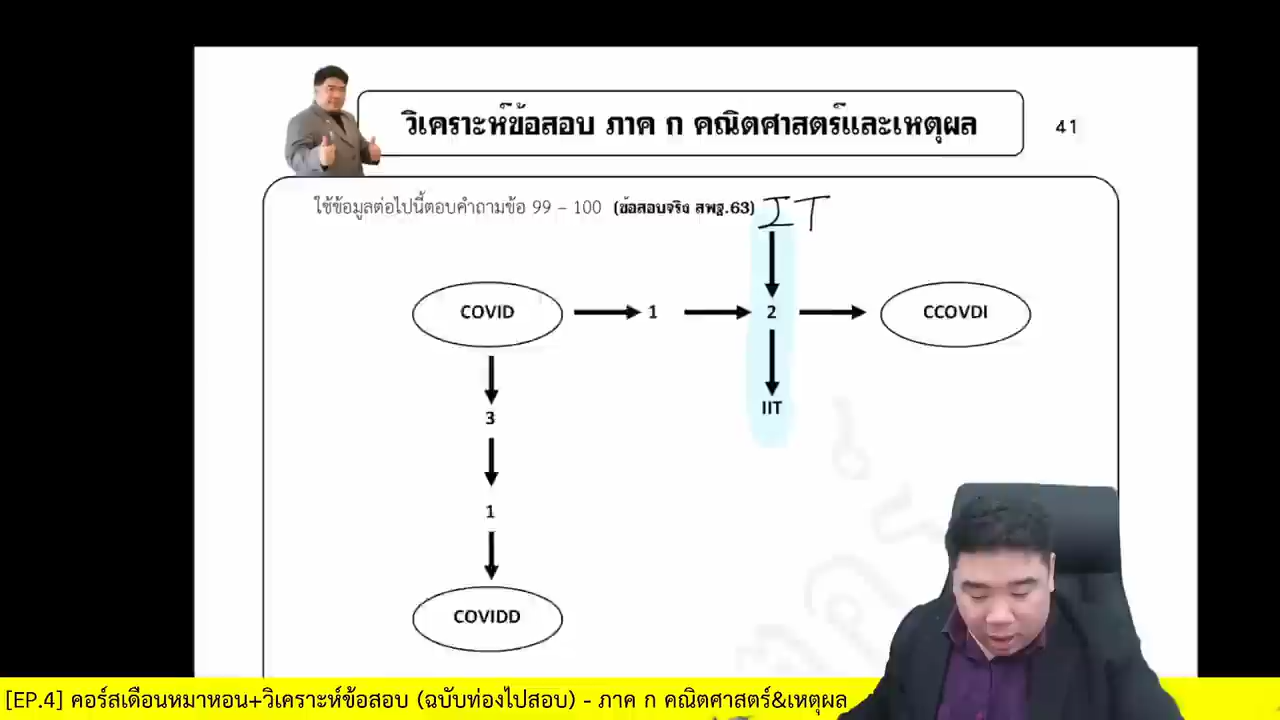 วิเคราะห์ข้อสอบ ภาค ก คณิตศาสตร์และเหตุผล
41
ใช้ข้อมูลต่อไปนี้ตอบคำถามข้อ 99 – 100 (ข้อสอบจริง สพฐ.63) IT
COVID 1 2 CCOVDI
IIT
3
1
COVIDD
[EP.4] คอร์สเดือนหมาหอน+วิเคราะห์ข้อสอบ (ฉบับท่องไปสอบ) - ภาค ก คณิตศาสตร์&เหตุผล